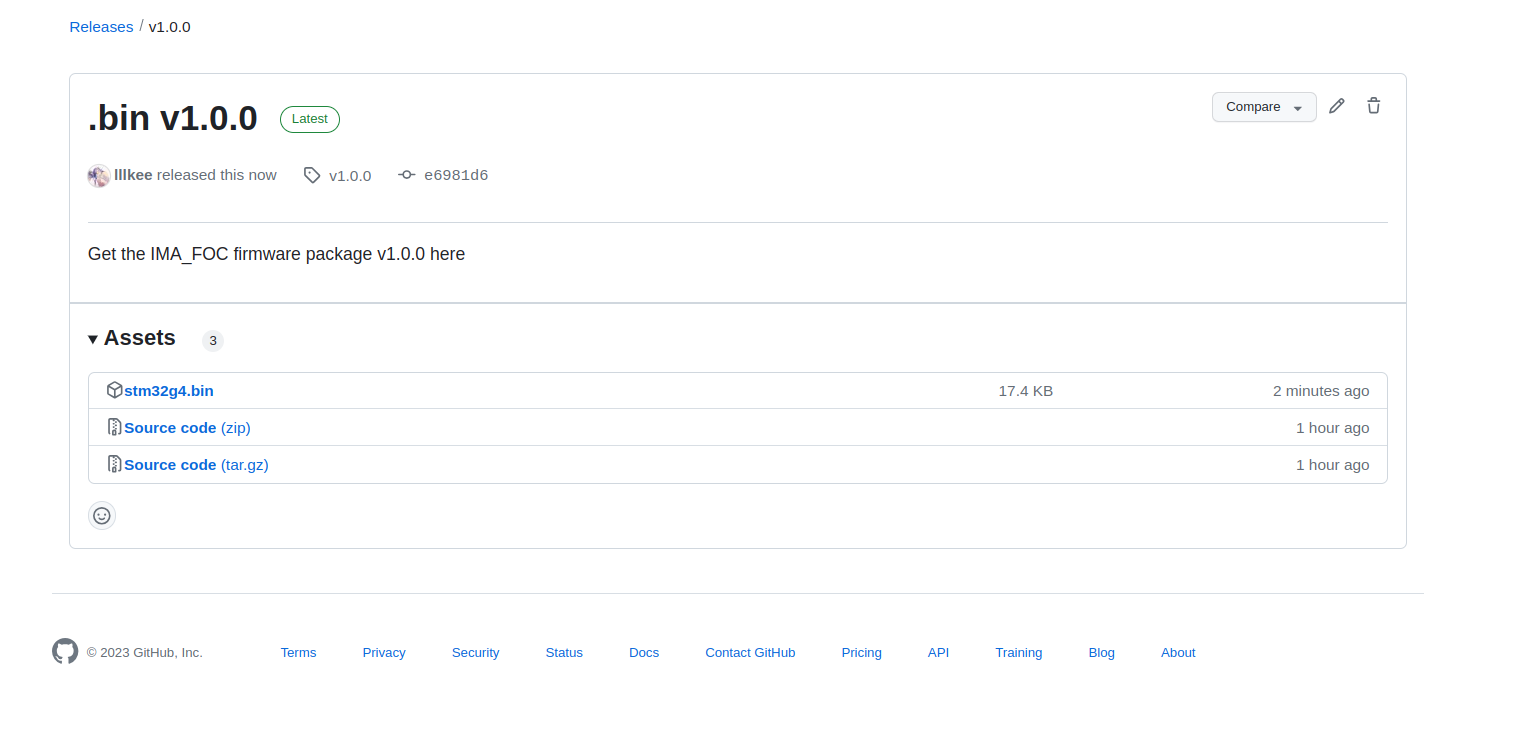 Releases / v1.0.0
.bin v1.0.0 Latest Compare
lllkee released this now v1.0.0 e6981d6
Get the IMA_FOC firmware package v1.0.0 here
Assets 3
stm32g4.bin 17.4 KB 2 minutes ago
Source code (zip) 1 hour ago
Source code (tar.gz) 1 hour ago
© 2023 GitHub, Inc. Terms Privacy Security Status Docs Contact GitHub Pricing API Training Blog About